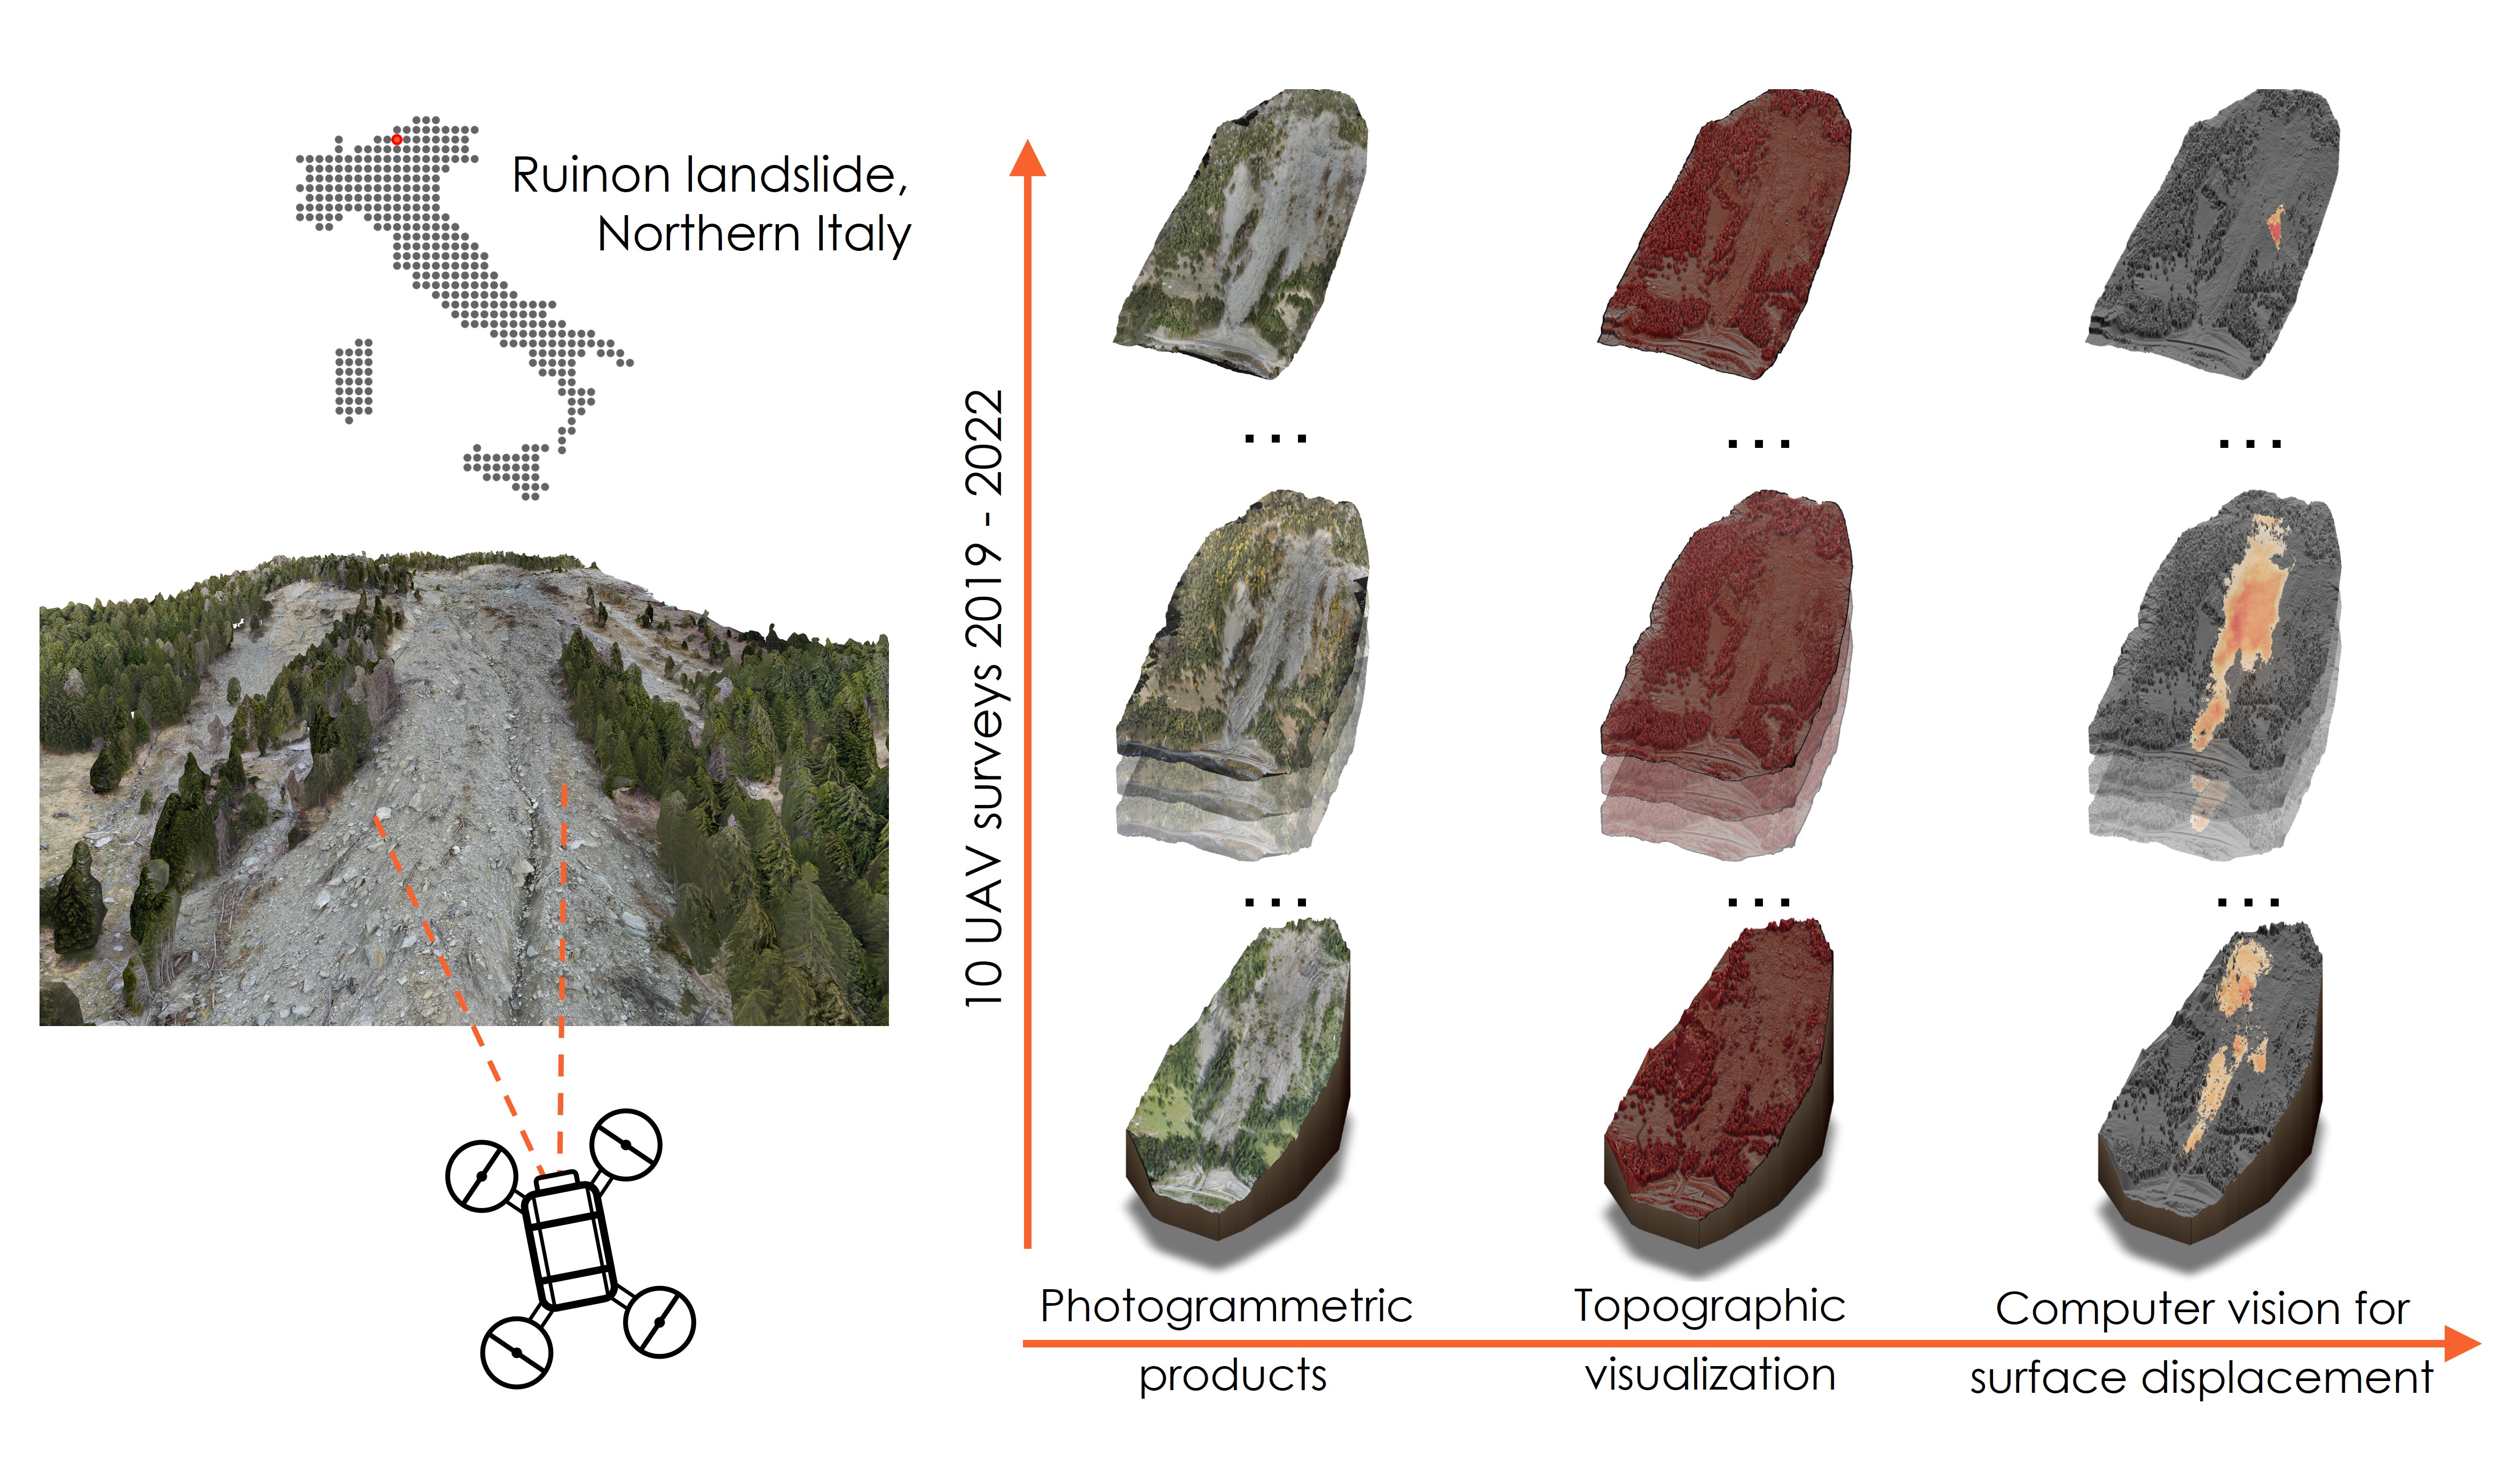 Ruinon landslide,
Northern Italy
10 UAV surveys 2019 - 2022
...
...
...
...
...
...
Photogrammetric
products
Topographic
visualization
Computer vision for
surface displacement